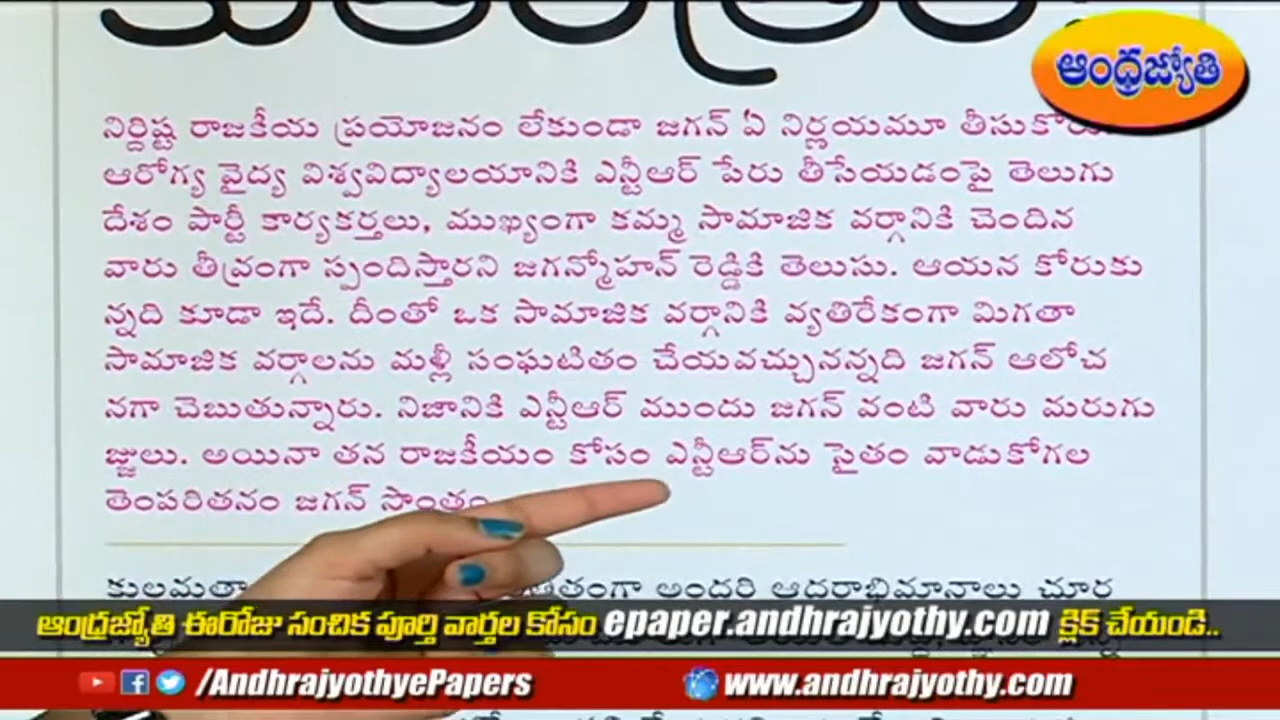 ఆంధ్రజ్యోతి
నిర్దిష్ట రాజకీయ ప్రయోజనం లేకుండా జగన్ ఏ నిర్ణయమూ
ఆరోగ్య వైద్య విశ్వవిద్యాలయానికి ఎన్టీఆర్ పేరు తీసేయడంపై తెలుగు
దేశం పార్టీ కార్యకర్తలు, ముఖ్యంగా కమ్మ సామాజిక వర్గానికి చెందిన
వారు తీవ్రంగా స్పందిస్తారని జగన్మోహన్ రెడ్డికి తెలుసు. ఆయన కోరుకు
న్నది కూడా ఇదే. దీంతో ఒక సామాజిక వర్గానికి వ్యతిరేకంగా మిగతా
సామాజిక వర్గాలను మళ్లీ సంఘటితం చేయవచ్చునన్నది జగన్ ఆలోచ
నగా చెబుతున్నారు. నిజానికి ఎన్టీఆర్ ముందు జగన్ వంటి వారు మరుగు
జ్జులు. అయినా తన రాజకీయం కోసం ఎన్టీఆర్‌ను సైతం వాడుకోగల
తెంపరితనం జగన్ సొంతం
అందరి ఆదరాభిమానాలు చూర
ఆంధ్రజ్యోతి ఈరోజు సంచిక పూర్తి వార్తల కోసం epaper.andhrajyothy.com క్లిక్ చేయండి..
/AndhrajyothyePapers www.andhrajyothy.com